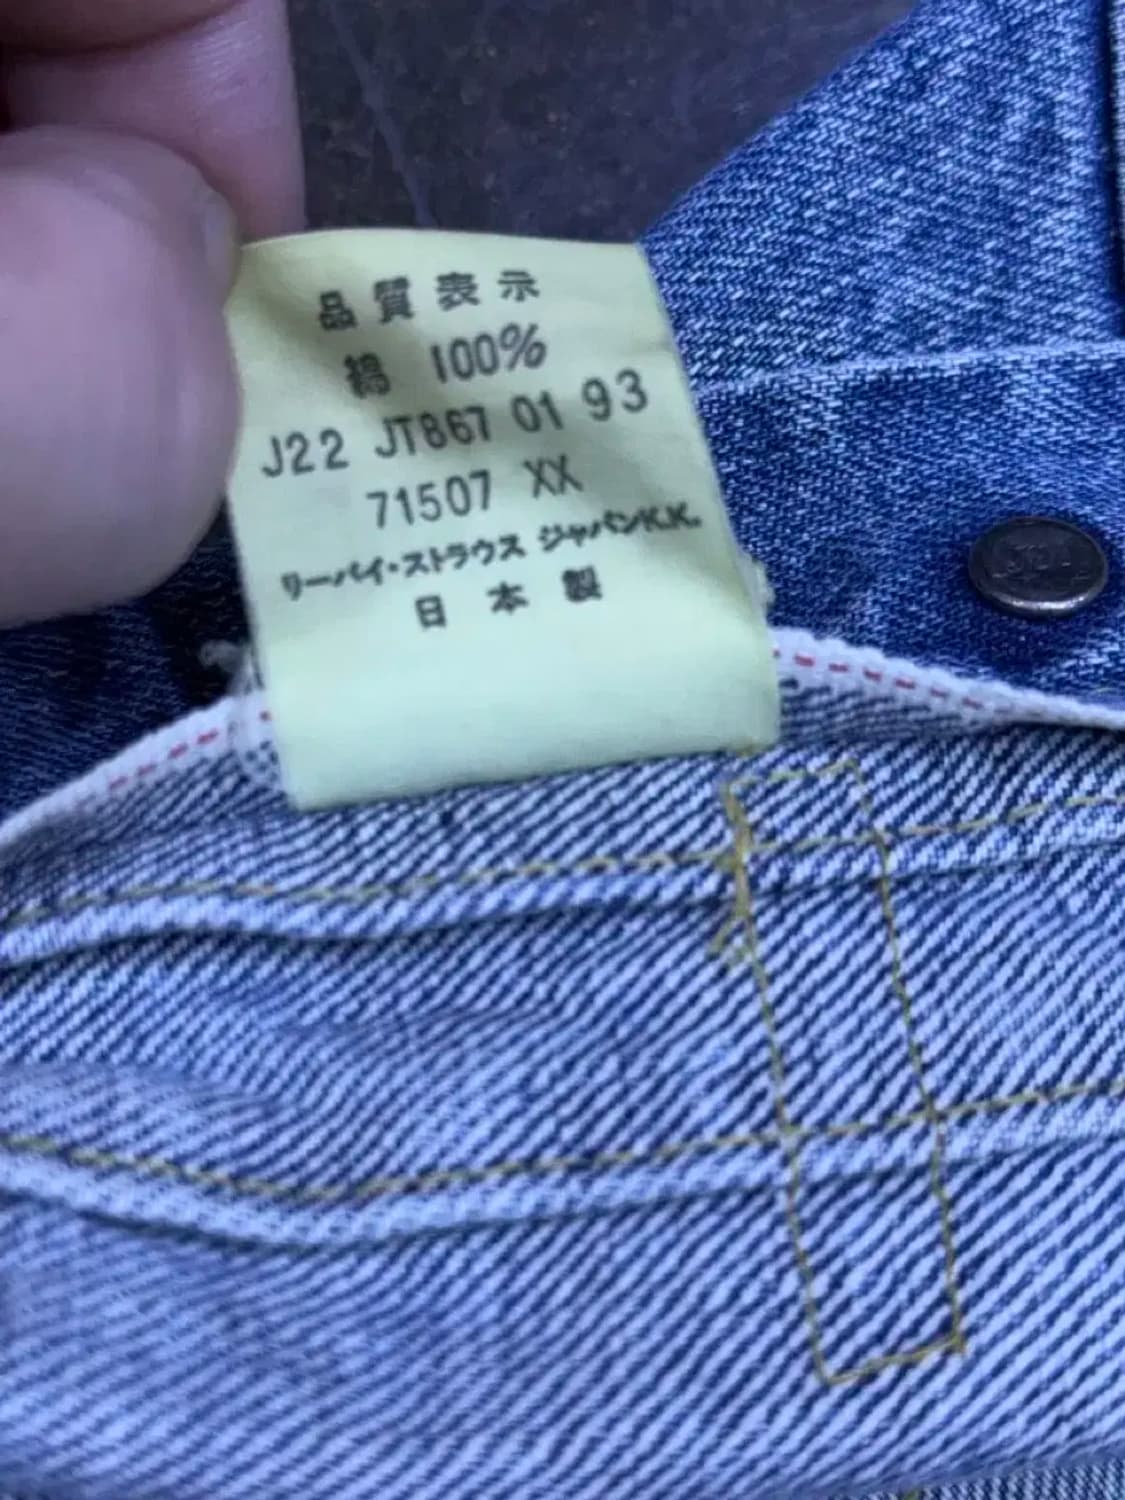 品質表示
綿 100%
J22 JT867 01 93
71507 XX
リーバイ・ストラウス ジャパンK.K.
日本製